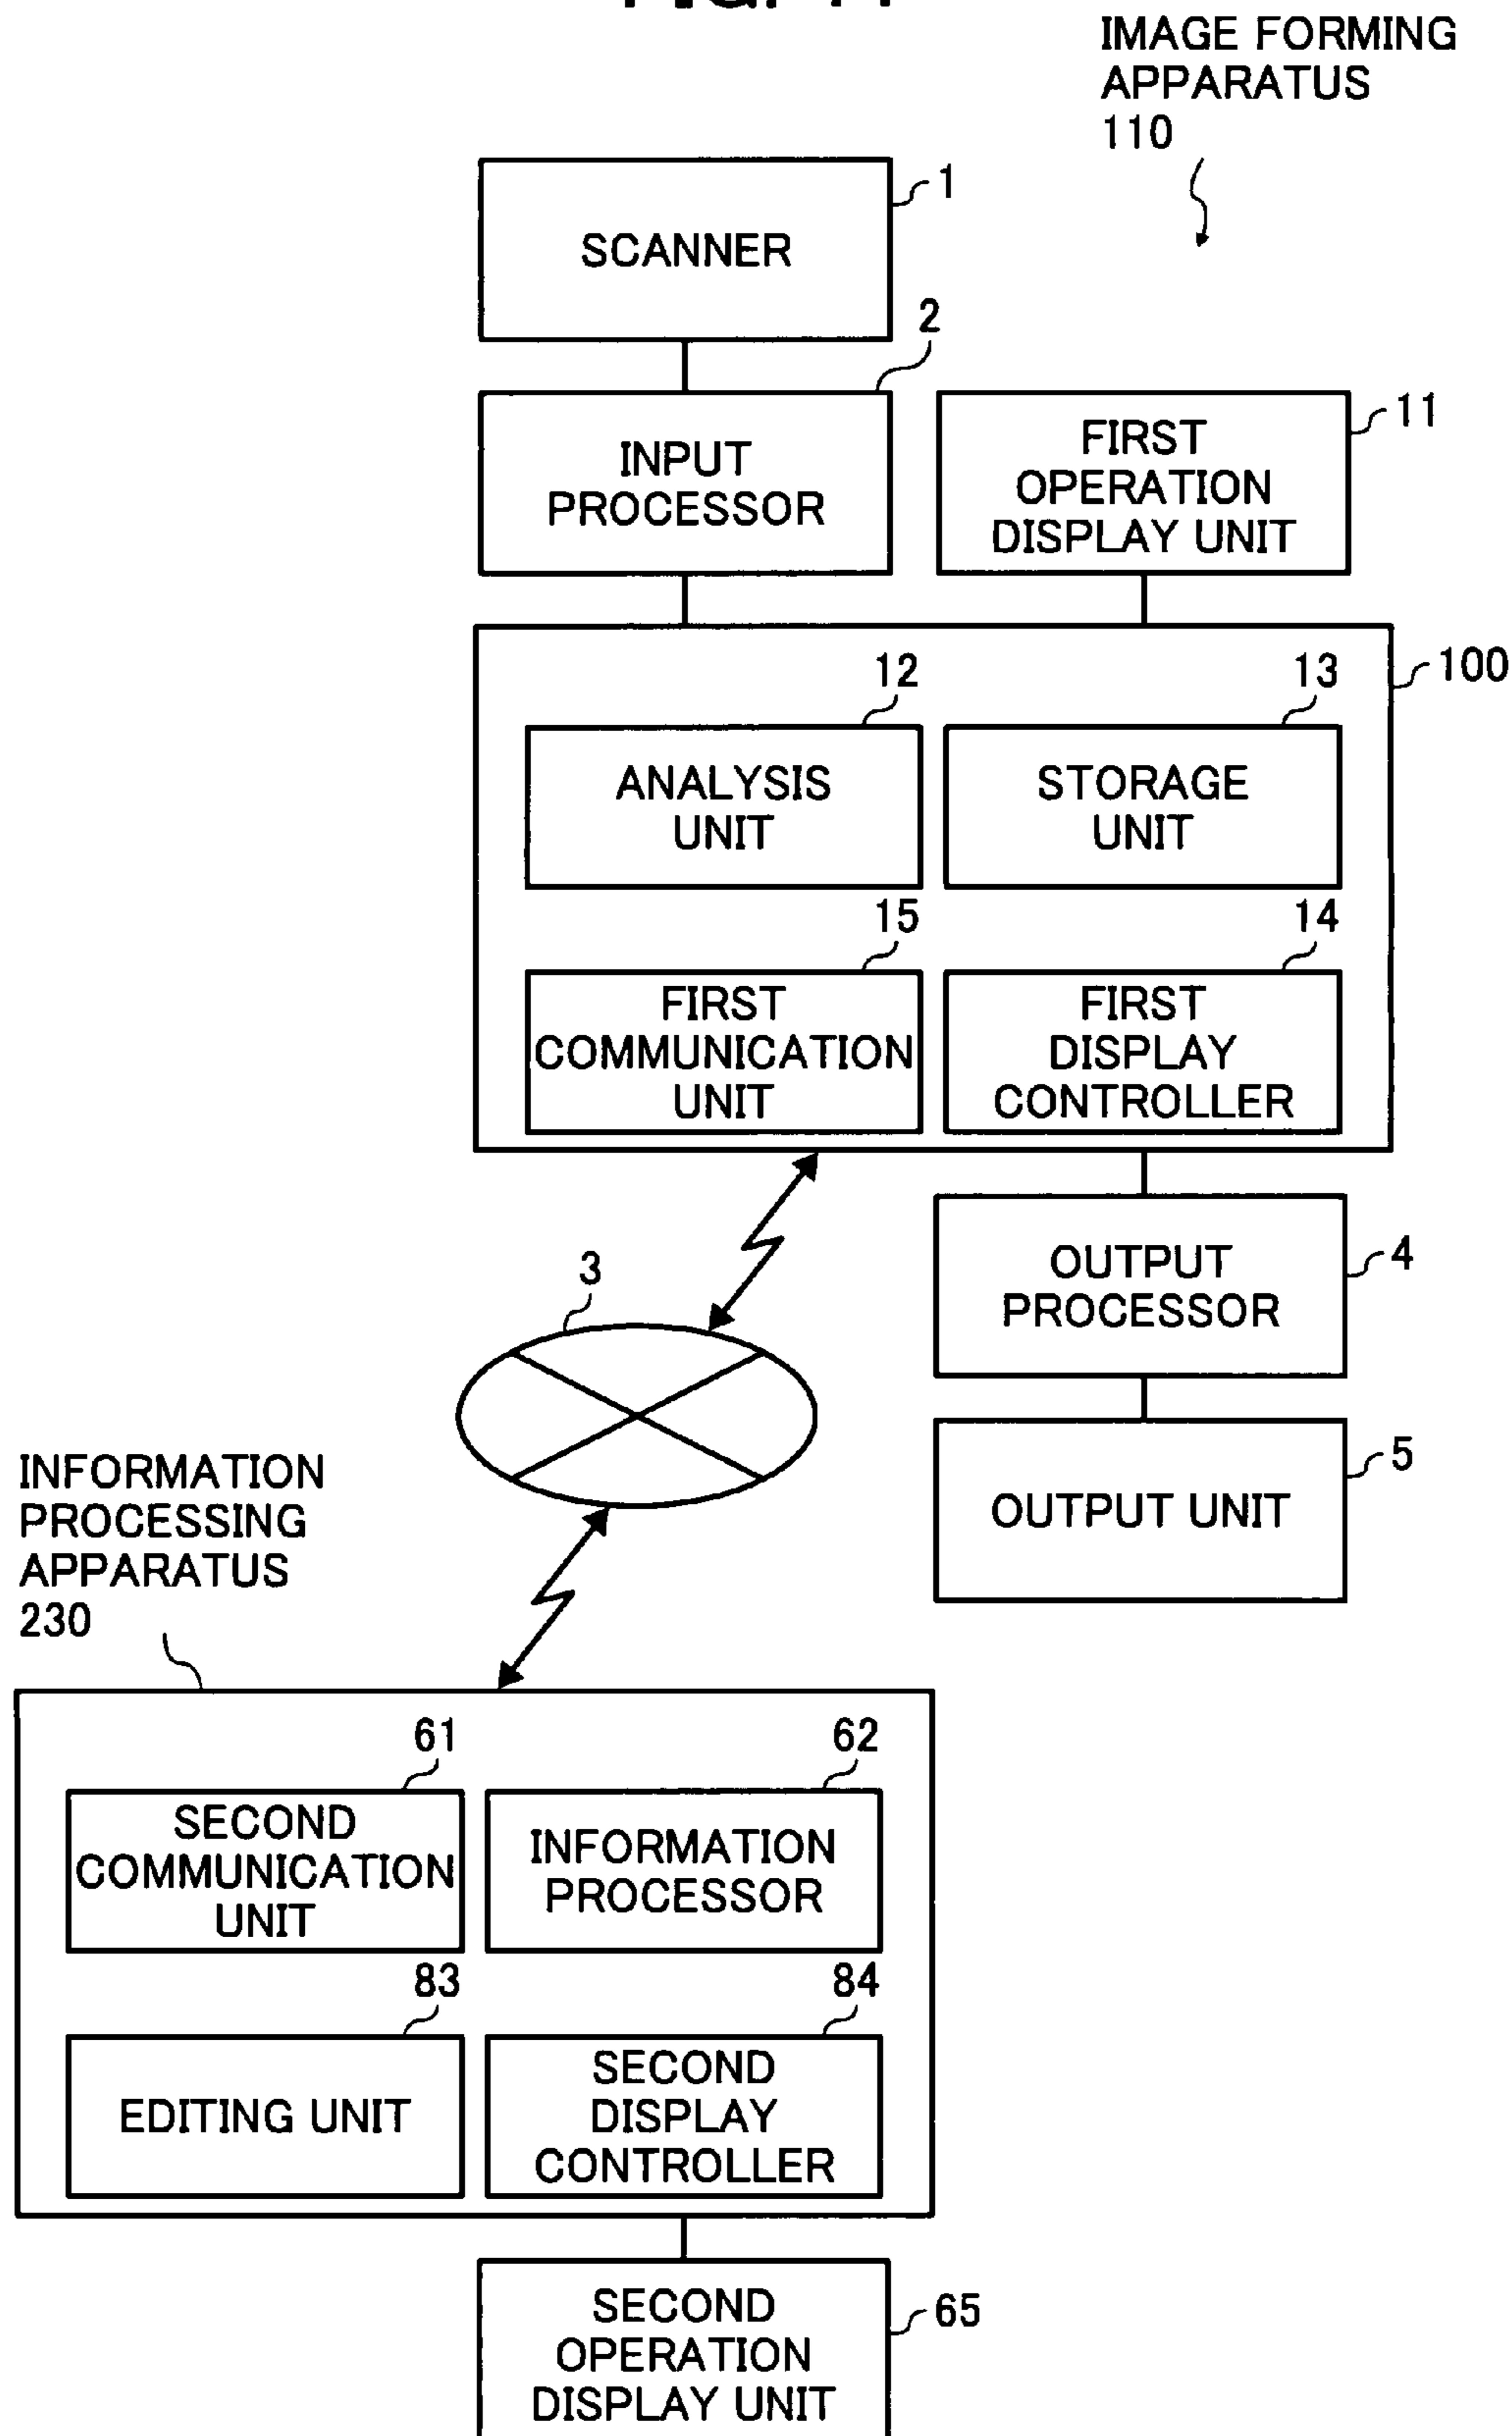 IMAGE FORMING
APPARATUS
110
1
SCANNER
2
INPUT
PROCESSOR
11
FIRST
OPERATION
DISPLAY UNIT
100
12
ANALYSIS
UNIT
13
STORAGE
UNIT
15
FIRST
COMMUNICATION
UNIT
14
FIRST
DISPLAY
CONTROLLER
4
OUTPUT
PROCESSOR
3
5
OUTPUT UNIT
INFORMATION
PROCESSING
APPARATUS
230
61
SECOND
COMMUNICATION
UNIT
62
INFORMATION
PROCESSOR
83
EDITING UNIT
84
SECOND
DISPLAY
CONTROLLER
65
SECOND
OPERATION
DISPLAY UNIT